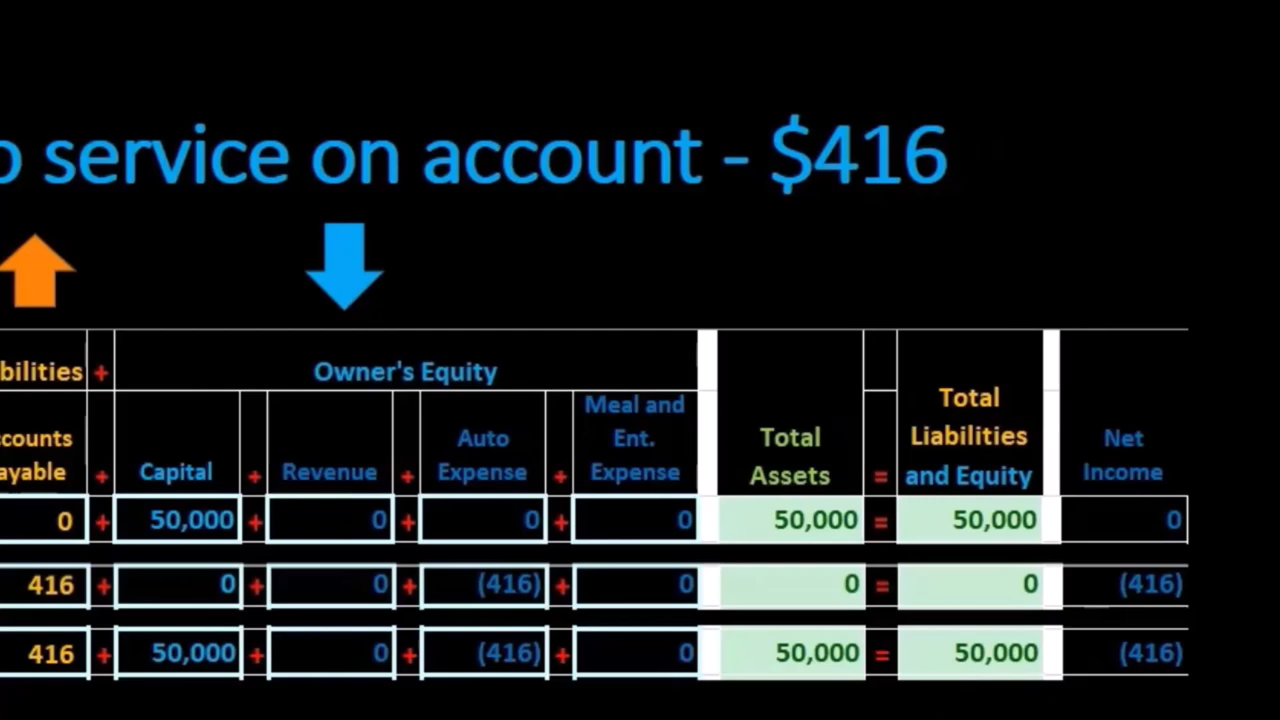 service on account - $416
bilities + Owner's Equity
Meal and
Total
counts Auto Ent. Total Liabilities Net
ayable + Capital + Revenue + Expense + Expense Assets = and Equity Income
0 + 50,000 + 0 + 0 + 0 50,000 = 50,000 0
416 + 0 + 0 + (416) + 0 0 = 0 (416)
416 + 50,000 + 0 + (416) + 0 50,000 = 50,000 (416)